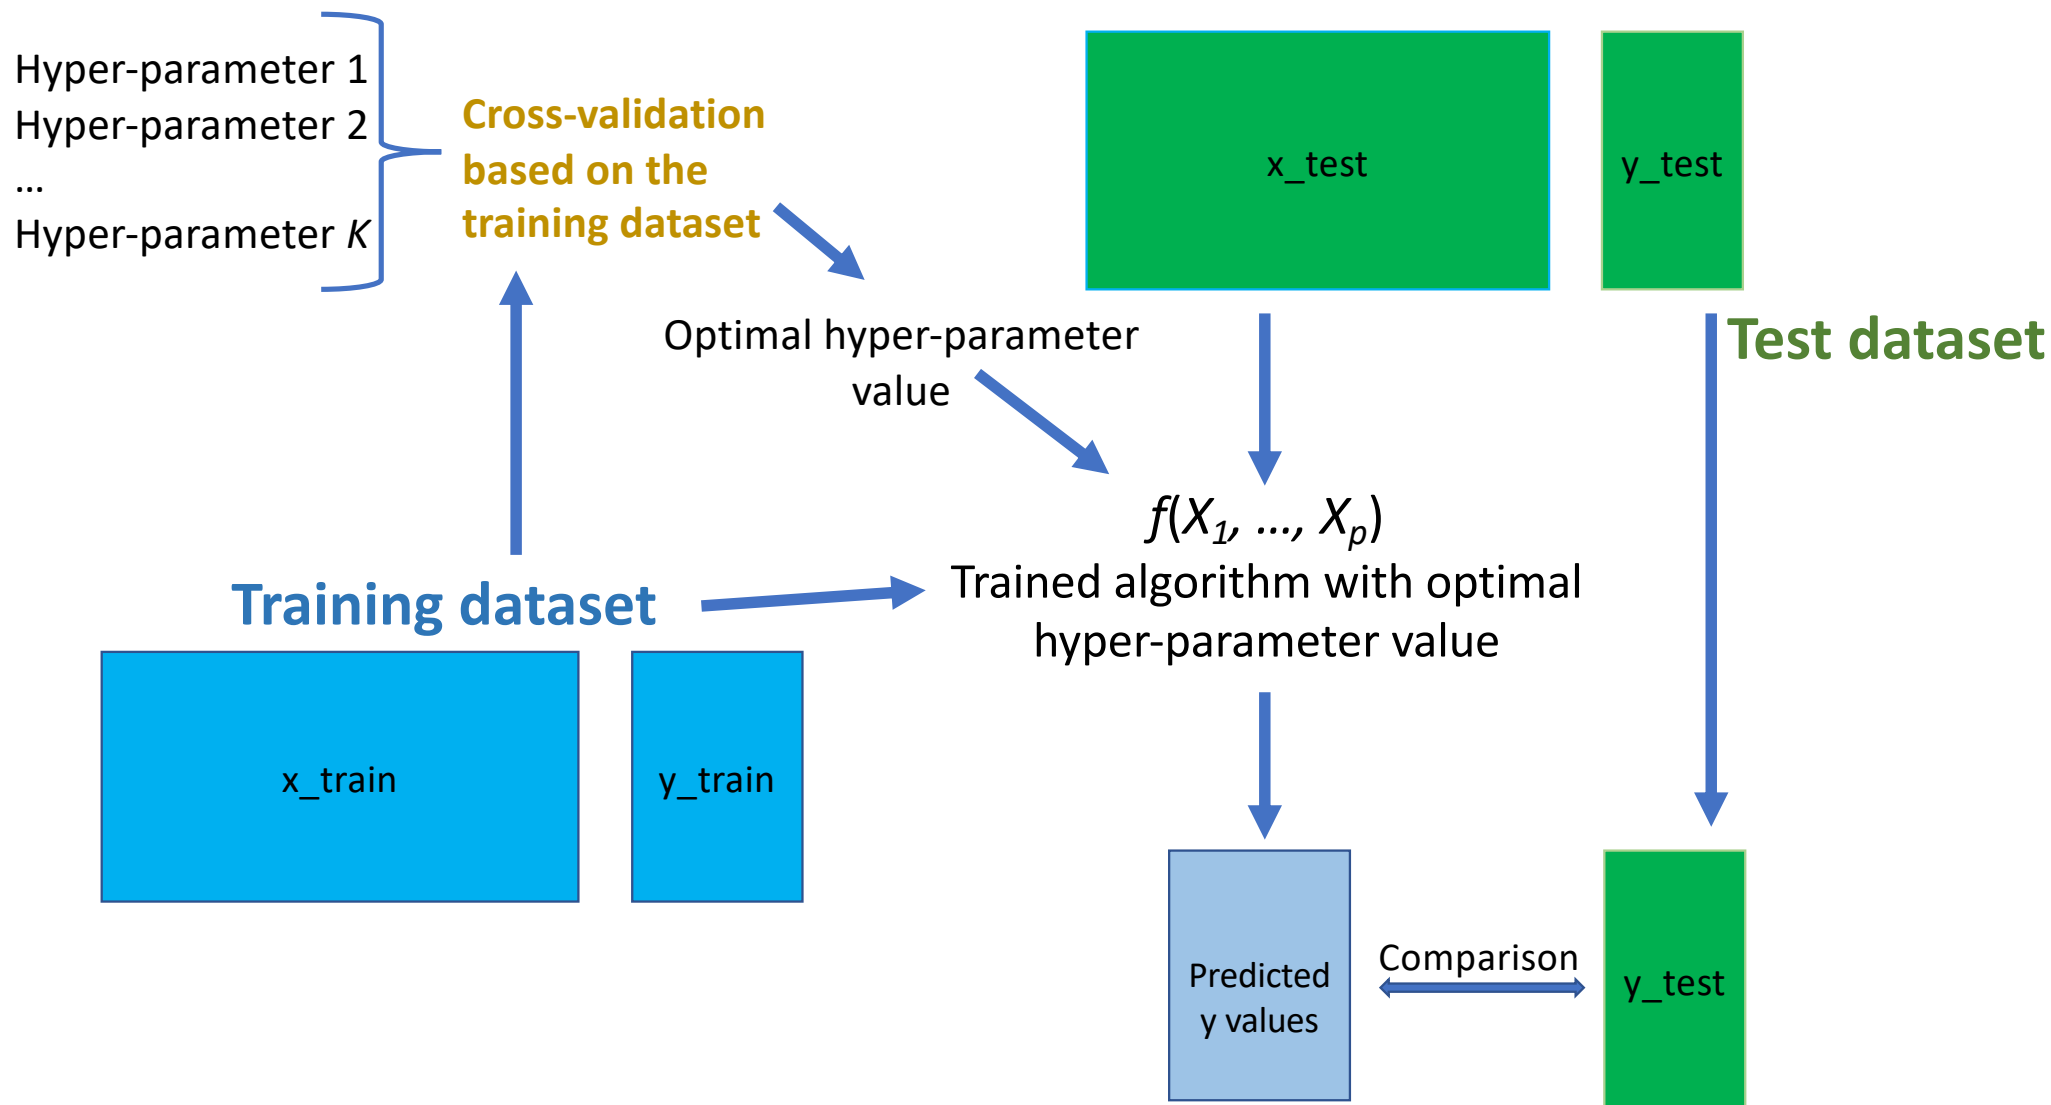 Hyper-parameter 1
Hyper-parameter 2
...
Hyper-parameter K
Cross-validation
based on the
training dataset
x_test
y_test
Test dataset
Optimal hyper-parameter
value
f(X1, ..., Xp)
Trained algorithm with optimal
hyper-parameter value
Training dataset
x_train
y_train
Predicted
y values
Comparison
y_test